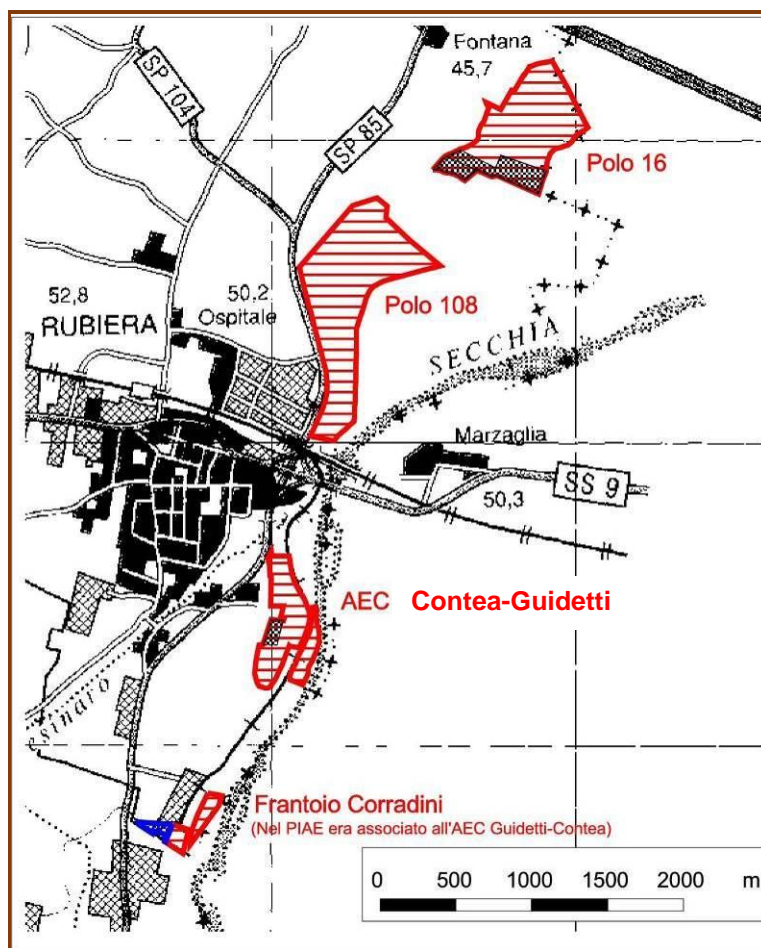 Fontana
45,7
SP 104
SP 85
Polo 16
52,8
50,2
RUBIERA
Ospitale
Polo 108
SECCHIA
Marzaglia
SS 9
50,3
AEC Contea-Guidetti
esinaro
Frantoio Corradini
(Nel PIAE era associato all'AEC Guidetti-Contea)
0 500 1000 1500 2000 m